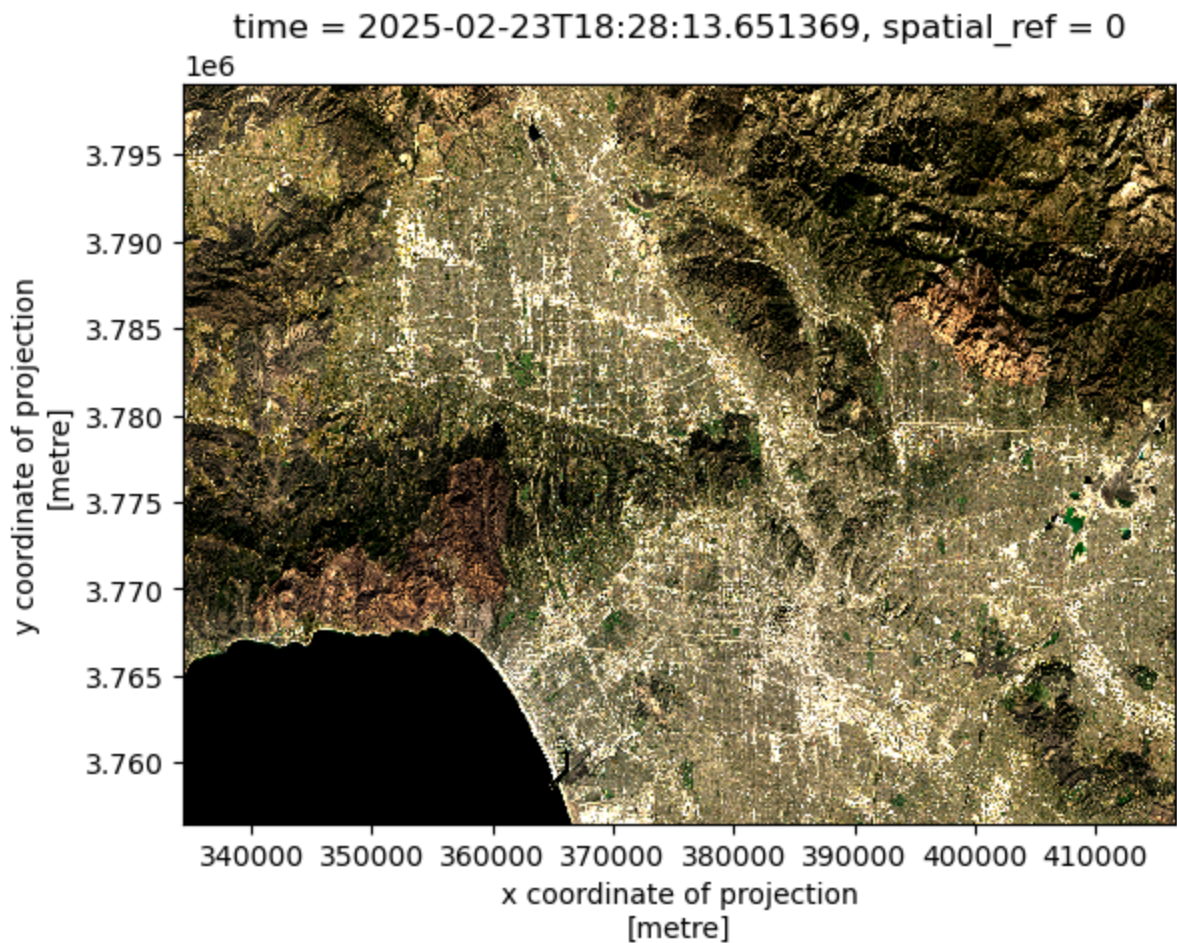 time = 2025-02-23T18:28:13.651369, spatial_ref = 0
1e6
3.795
3.790
3.785
3.780
3.775
3.770
3.765
3.760
y coordinate of projection
[metre]
340000 350000 360000 370000 380000 390000 400000 410000
x coordinate of projection
[metre]